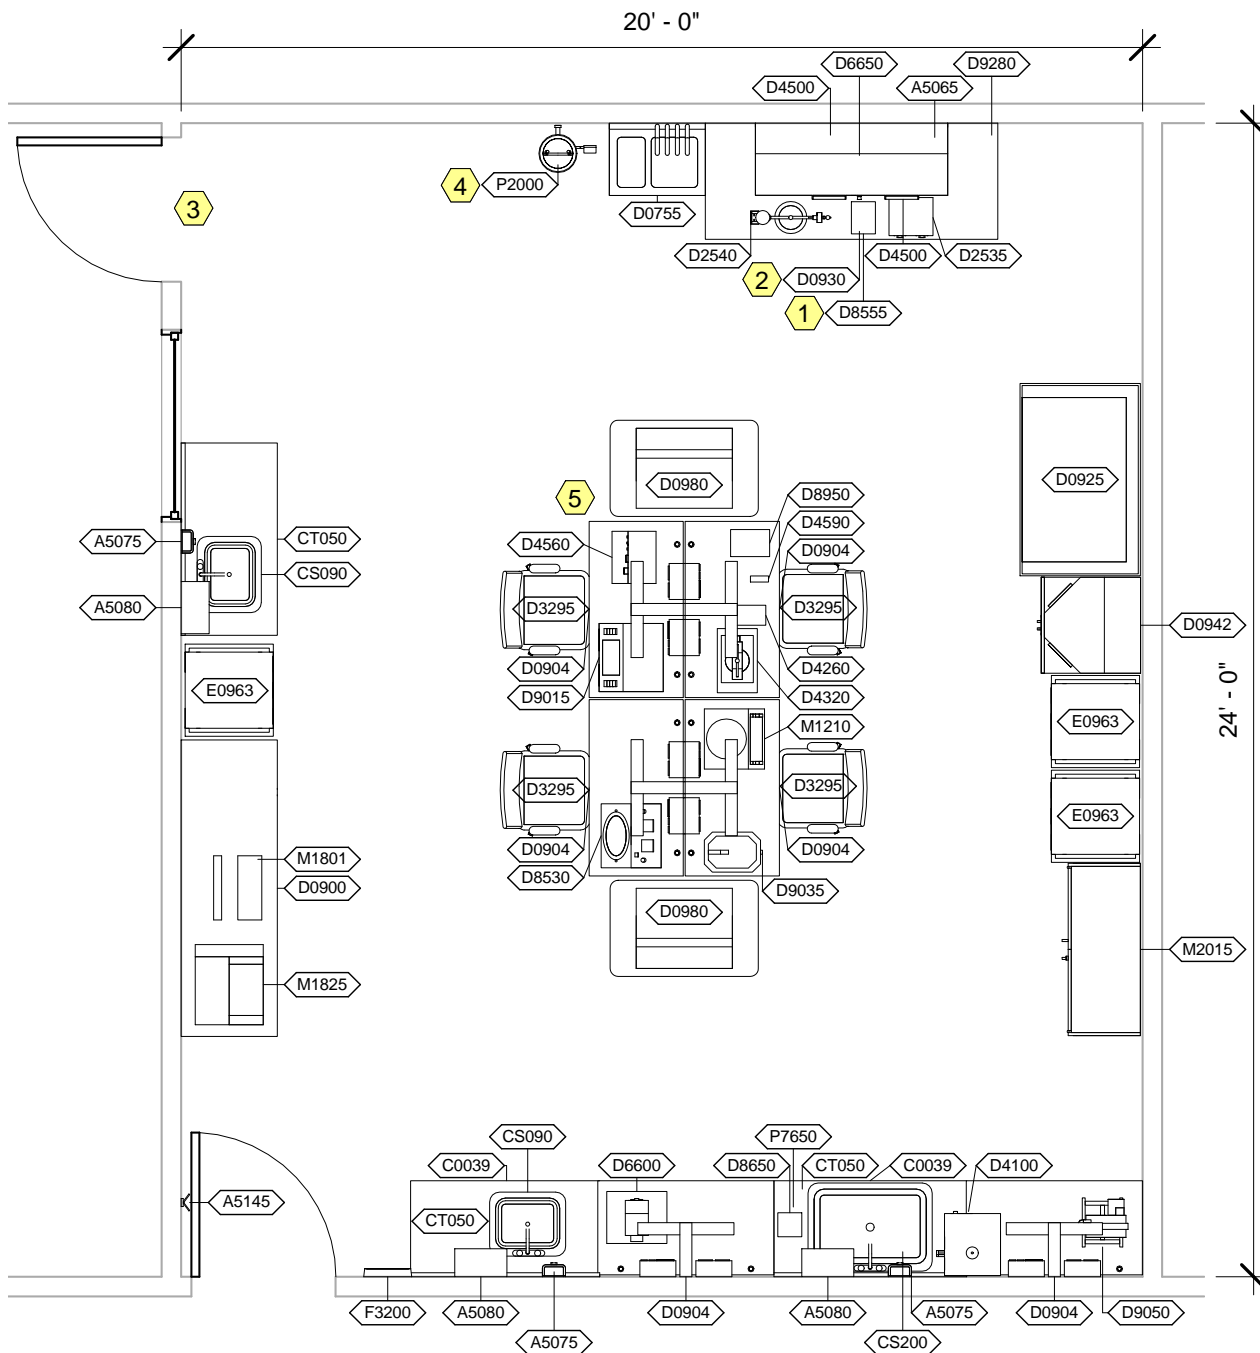 20' - 0"
D6650
D9280
D4500
A5065
4
P2000
3
D0755
D2540
D4500
D2535
2
D0930
1
D8555
24' - 0"
D0980
D0925
5
D8950
D4590
D4560
D0904
A5075
CT050
CS090
A5080
D3295
D3295
D0942
D0904
D4260
D9015
D4320
E0963
M1210
E0963
D3295
D3295
E0963
D0904
D0904
D8530
D9035
M1801
D0900
D0980
M2015
M1825
CS090
P7650
C0039
D6600
D8650
CT050
C0039
D4100
A5145
CT050
F3200
A5080
D0904
A5080
A5075
D0904
D9050
A5075
CS200